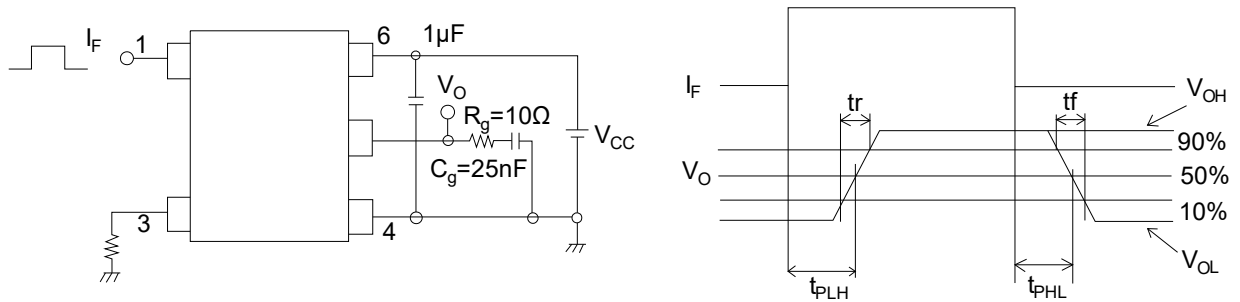 I_F
1
6
1µF
V_O
R_g=10Ω
C_g=25nF
V_CC
3
4
I_F
tr
tf
V_OH
90%
V_O
50%
10%
V_OL
t_PLH
t_PHL